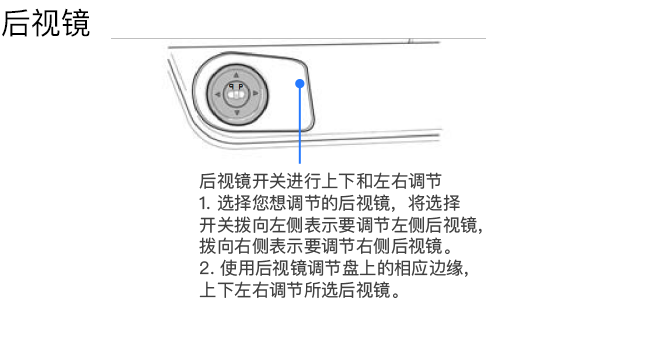 后视镜
后视镜开关进行上下和左右调节
1. 选择您想调节的后视镜，将选择
开关拨向左侧表示要调节左侧后视镜，
拨向右侧表示要调节右侧后视镜。
2. 使用后视镜调节盘上的相应边缘，
上下左右调节所选后视镜。